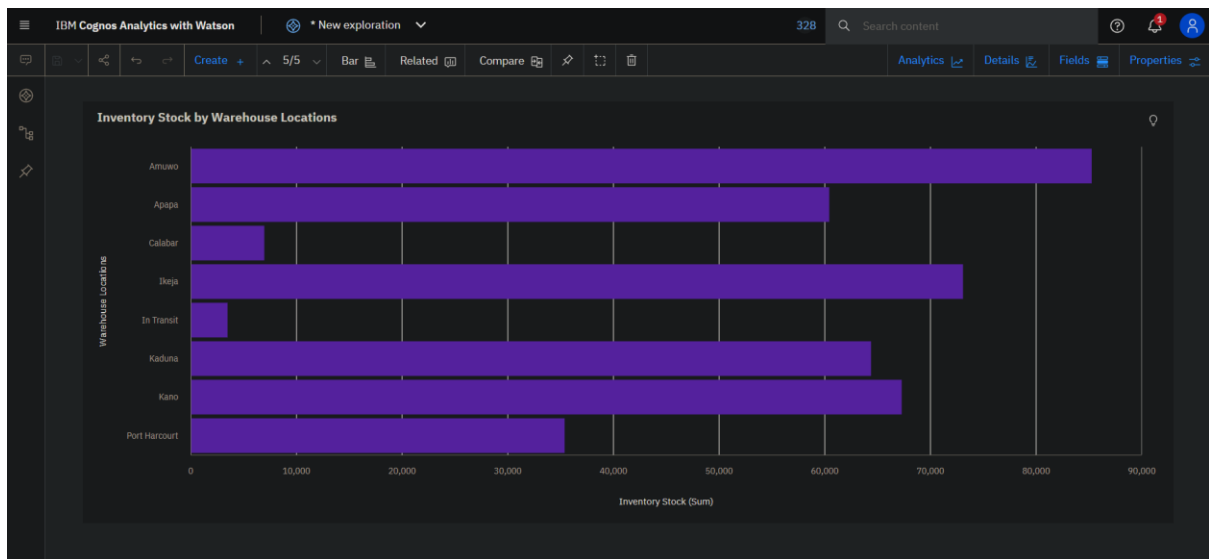 IBM Cognos Analytics with Watson
* New exploration
328
Search content
1
Create +
5/5
Bar
Related
Compare
Analytics
Details
Fields
Properties
Inventory Stock by Warehouse Locations
Warehouse Locations
Amuwo
Apapa
Calabar
Ikeja
In Transit
Kaduna
Kano
Port Harcourt
0 10,000 20,000 30,000 40,000 50,000 60,000 70,000 80,000 90,000
Inventory Stock (Sum)